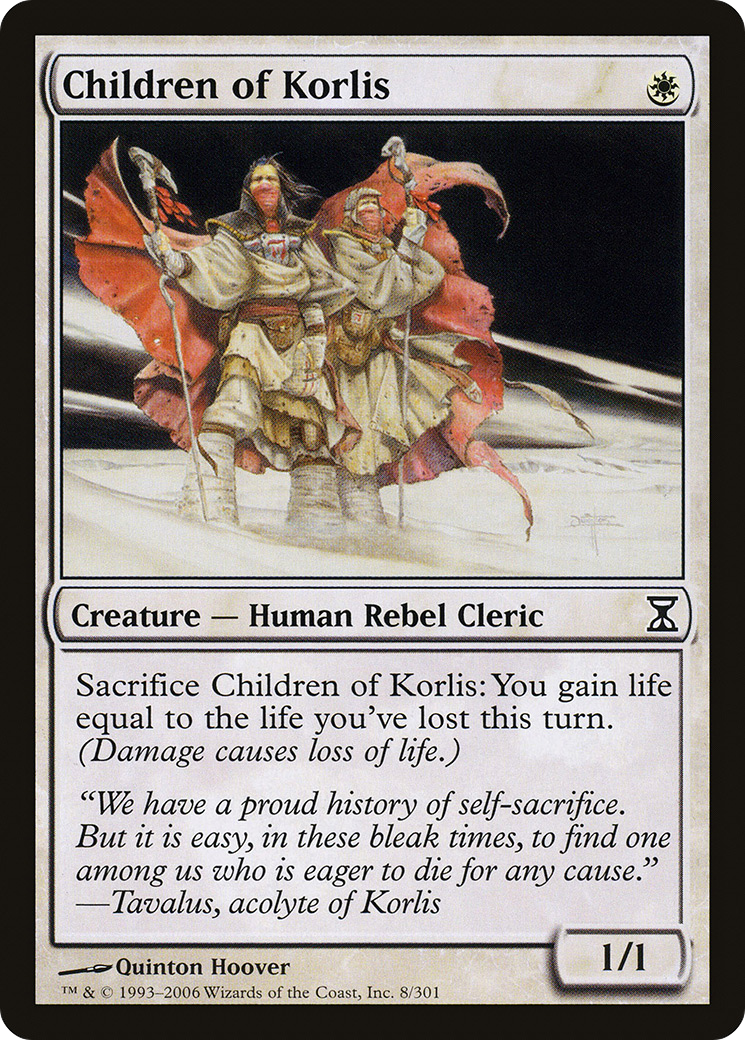 Children of Korlis
Creature — Human Rebel Cleric
Sacrifice Children of Korlis: You gain life
equal to the life you've lost this turn.
(Damage causes loss of life.)
“We have a proud history of self-sacrifice.
But it is easy, in these bleak times, to find one
among us who is eager to die for any cause.”
—Tavalus, acolyte of Korlis
1/1
Quinton Hoover
™ & © 1993–2006 Wizards of the Coast, Inc. 8/301